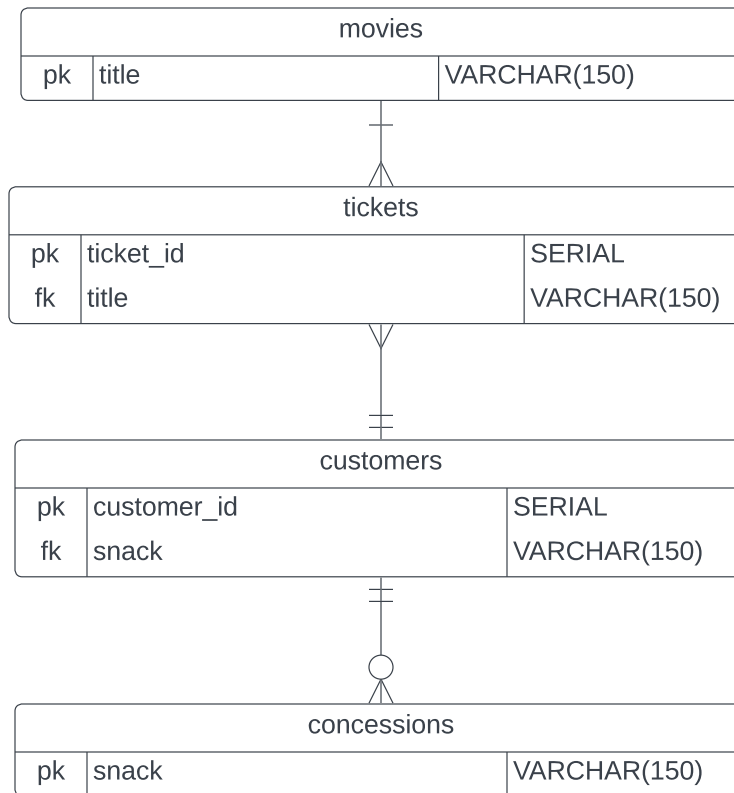 movies
pk title VARCHAR(150)
tickets
pk ticket_id SERIAL
fk title VARCHAR(150)
customers
pk customer_id SERIAL
fk snack VARCHAR(150)
concessions
pk snack VARCHAR(150)